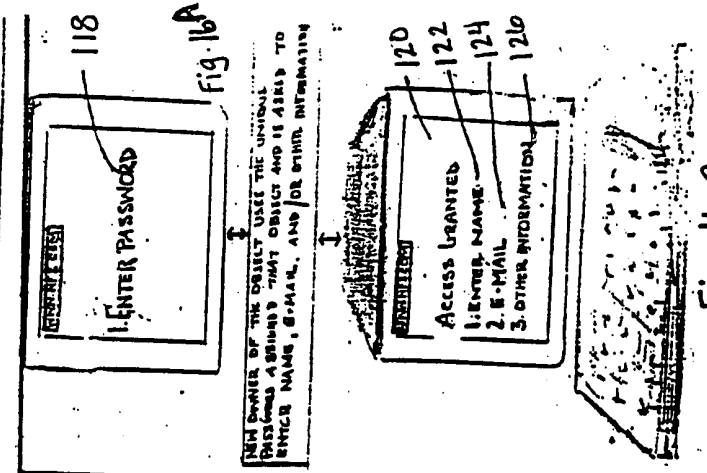 1. ENTER PASSWORD
118
Fig. 16A
NEW OWNER OF THE OBJECT USES THE UNIQUE
PASSWORD ASSIGNED THAT OBJECT AND IS ASKED TO
ENTER NAME, E-MAIL, AND/OR OTHER INFORMATION
ACCESS GRANTED
1. ENTER NAME
2. E-MAIL
3. OTHER INFORMATION
120
122
124
126